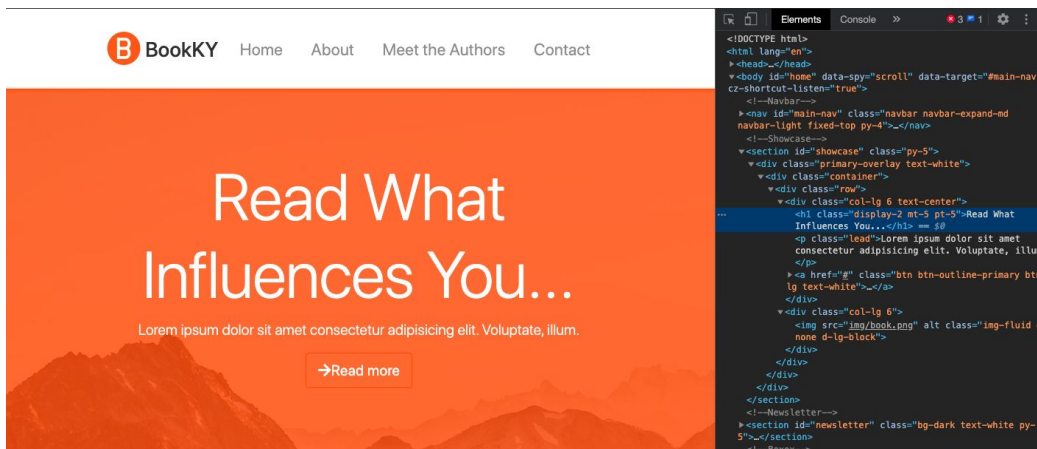 B BookKY Home About Meet the Authors Contact
Read What
Influences You...
Lorem ipsum dolor sit amet consectetur adipisicing elit. Voluptate, illum.
→Read more
Elements Console » 3 1
<!DOCTYPE html>
<html lang="en">
▶<head>…</head>
▼<body id="home" data-spy="scroll" data-target="#main-nav
cz-shortcut-listen="true">
<!--Navbar-->
▶<nav id="main-nav" class="navbar navbar-expand-md
navbar-light fixed-top py-4">…</nav>
<!--Showcase-->
▼<section id="showcase" class="py-5">
▼<div class="primary-overlay text-white">
▼<div class="container">
▼<div class="row">
▼<div class="col-lg 6 text-center">
… <h1 class="display-2 mt-5 pt-5">Read What
Influences You...</h1> == $0
<p class="lead">Lorem ipsum dolor sit amet
consectetur adipisicing elit. Voluptate, illu
</p>
▶<a href="#" class="btn btn-outline-primary bt
lg text-white">…</a>
</div>
▼<div class="col-lg 6">
<img src="img/book.png" alt class="img-fluid
none d-lg-block">
</div>
</div>
</div>
</div>
</section>
<!--Newsletter-->
▶<section id="newsletter" class="bg-dark text-white py-
5">…</section>
<!--Boxes-->